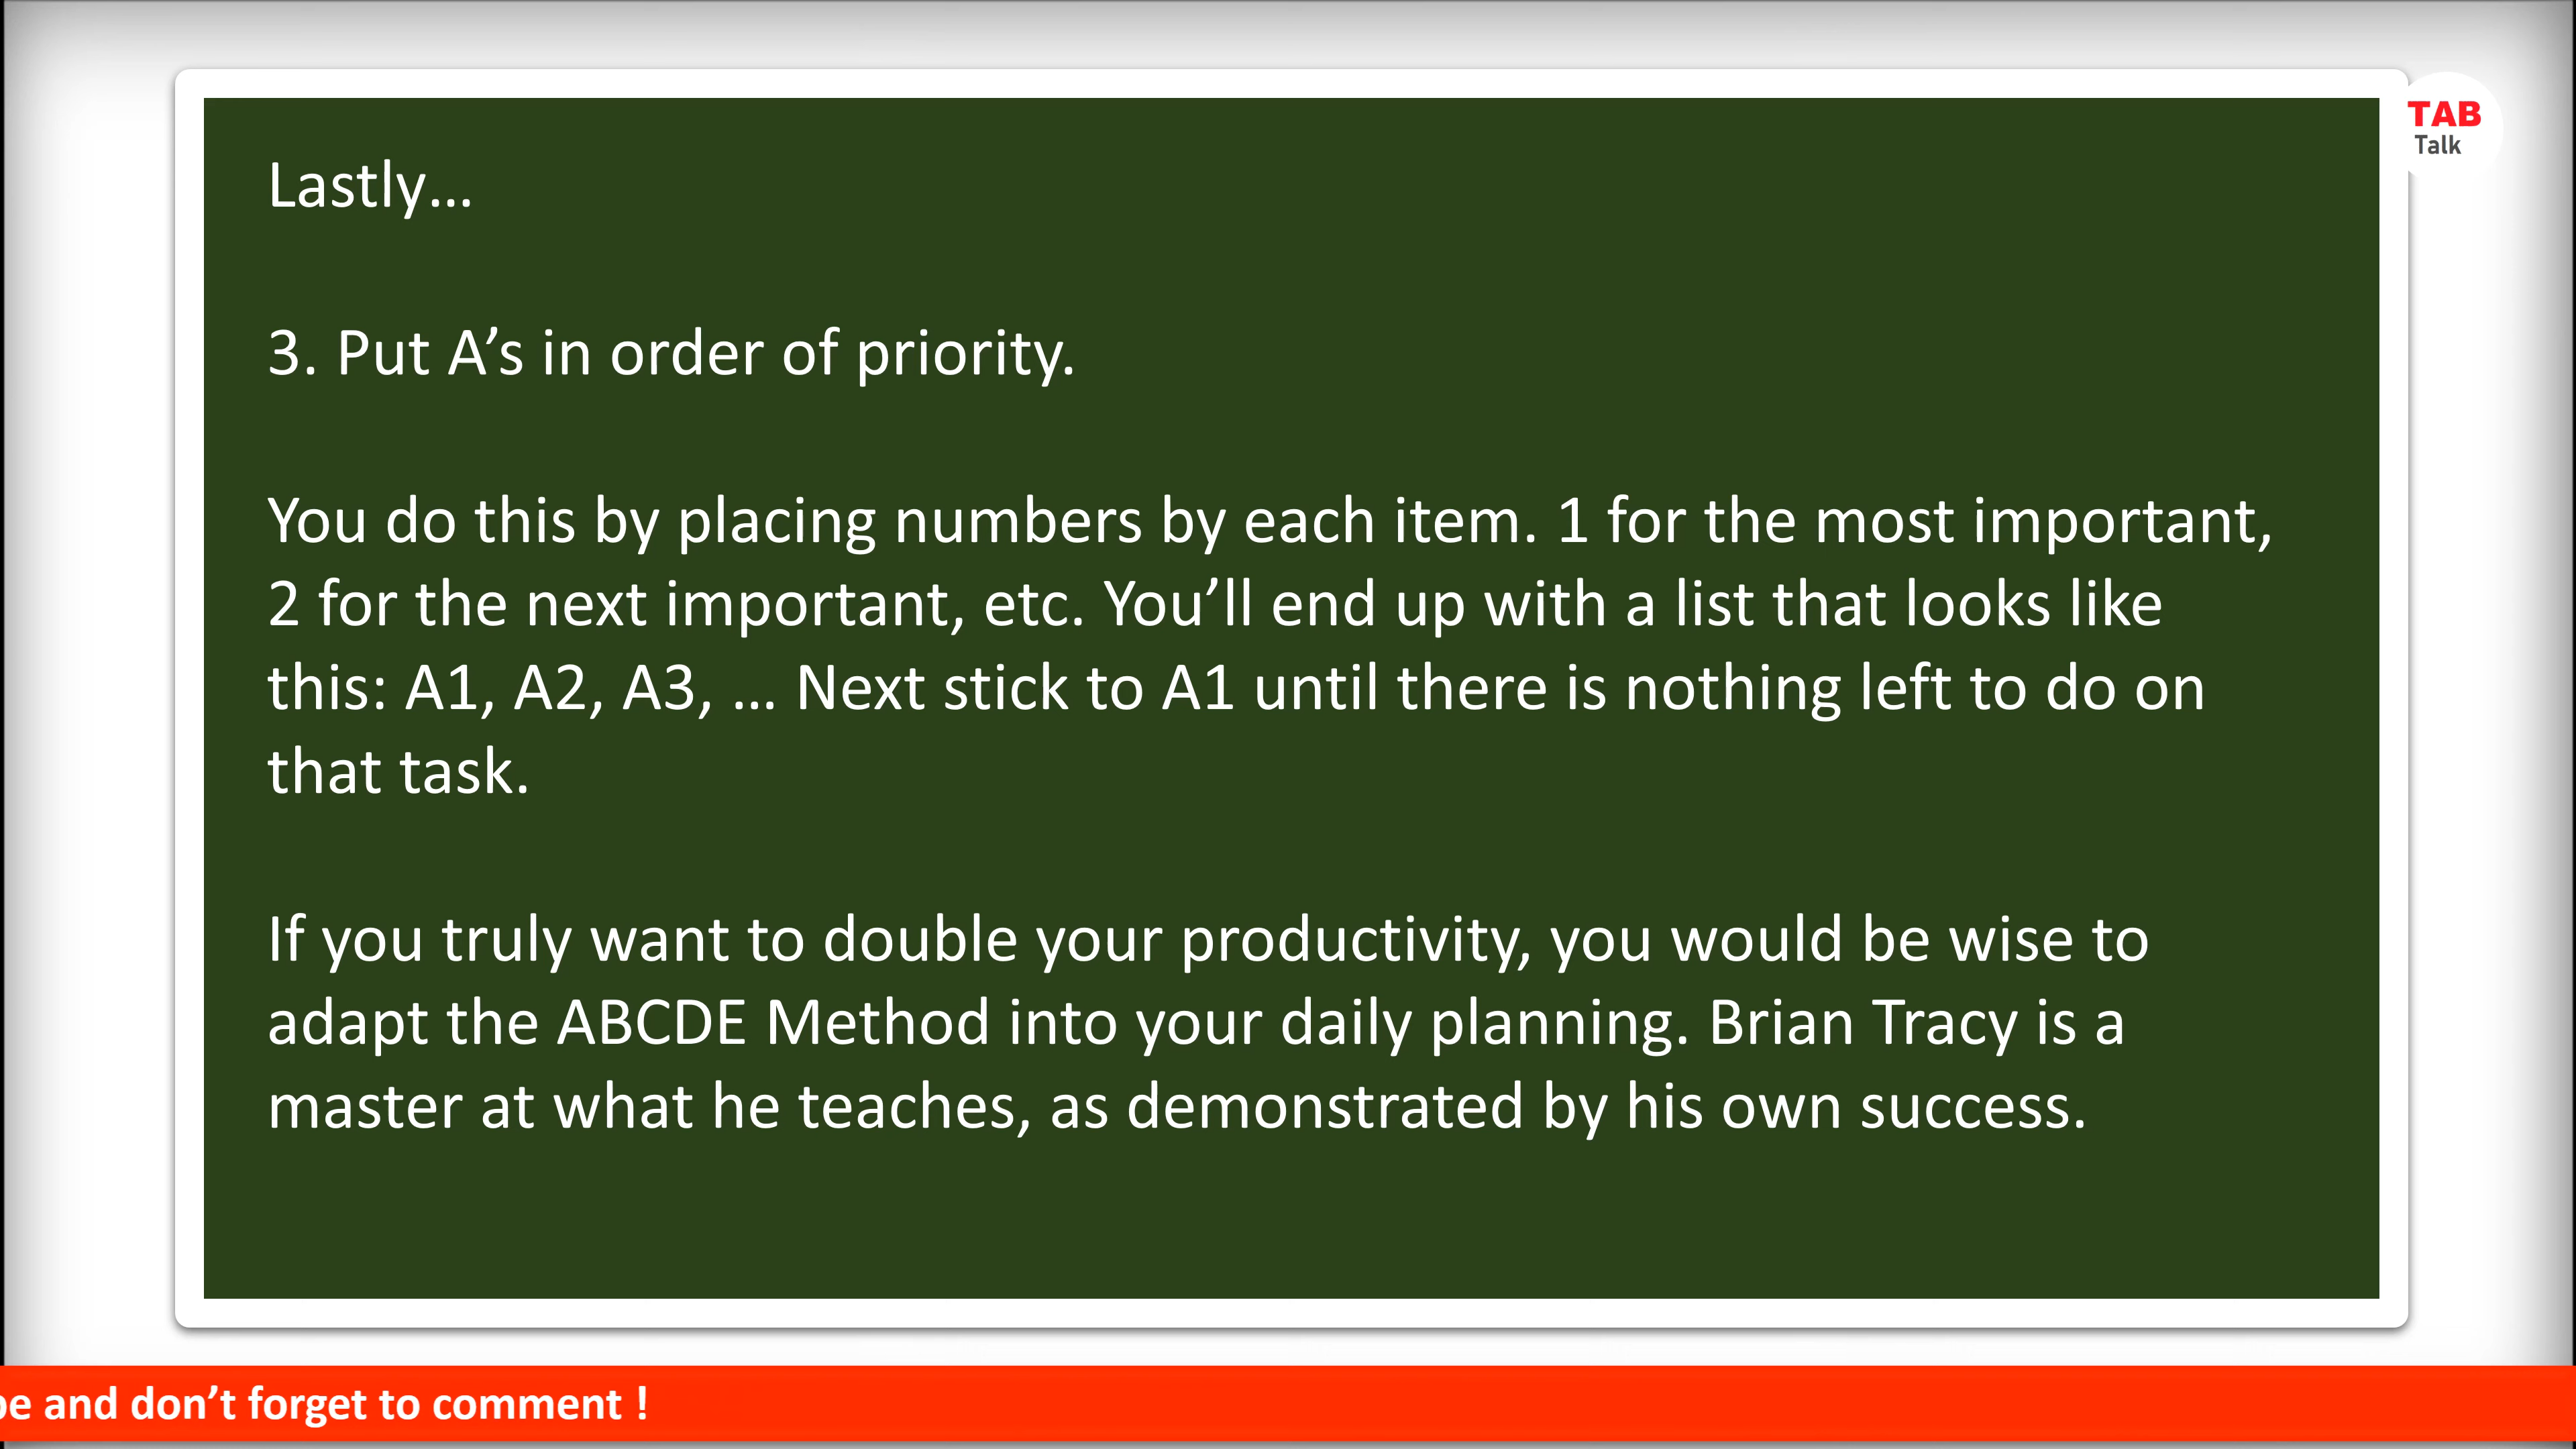 TAB
Talk
Lastly…
3. Put A’s in order of priority.
You do this by placing numbers by each item. 1 for the most important,
2 for the next important, etc. You’ll end up with a list that looks like
this: A1, A2, A3, … Next stick to A1 until there is nothing left to do on
that task.
If you truly want to double your productivity, you would be wise to
adapt the ABCDE Method into your daily planning. Brian Tracy is a
master at what he teaches, as demonstrated by his own success.
and don’t forget to comment !